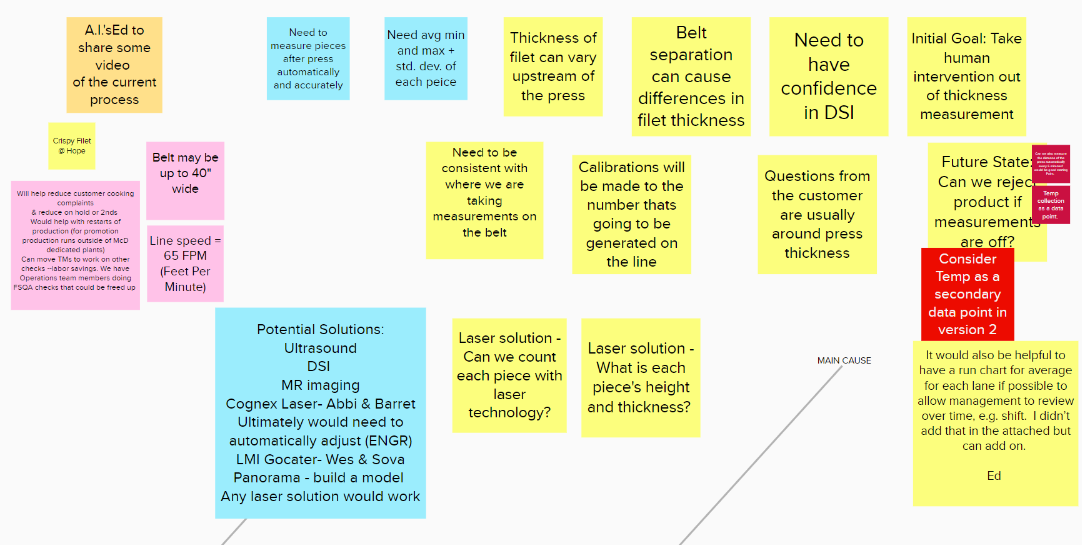 A.I.'sEd to
share some
video
of the current
process
Need to
measure pieces
after press
automatically
and accurately
Need avg min
and max +
std. dev. of
each peice
Thickness of
filet can vary
upstream of
the press
Belt
separation
can cause
differences in
filet thickness
Need to
have
confidence
in DSI
Initial Goal: Take
human
intervention out
of thickness
measurement
Crispy Filet
@ Hope
Belt may be
up to 40"
wide
Need to be
consistent with
where we are
taking
measurements on
the belt
Calibrations will
be made to the
number thats
going to be
generated on
the line
Questions from
the customer
are usually
around press
thickness
Future State:
Can we reject
product if
measurements
are off?
Temp
collection
as a data
point.
Will help reduce customer cooking
complaints
& reduce on hold or 2nds
Would help with restarts of
production (for promotion
production runs outside of McD
dedicated plants)
Can move TMs to work on other
checks --labor savings. We have
Operations team members doing
FSQA checks that could be freed up
Line speed =
65 FPM
(Feet Per
Minute)
Consider
Temp as a
secondary
data point in
version 2
Potential Solutions:
Ultrasound
DSI
MR imaging
Cognex Laser- Abbi & Barret
Ultimately would need to
automatically adjust (ENGR)
LMI Gocater- Wes & Sova
Panorama - build a model
Any laser solution would work
Laser solution -
Can we count
each piece with
laser
technology?
Laser solution -
What is each
piece's height
and thickness?
MAIN CAUSE
It would also be helpful to
have a run chart for average
for each lane if possible to
allow management to review
over time, e.g. shift. I didn't
add that in the attached but
can add on.
Ed